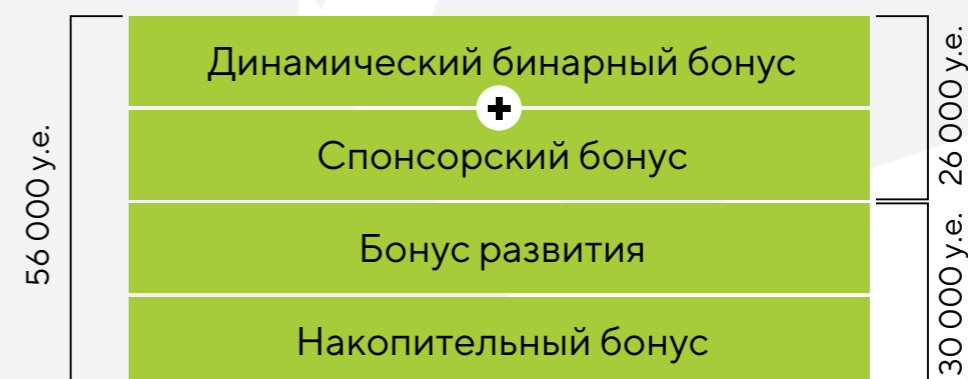 56 000 у.е.
Динамический бинарный бонус
+
Спонсорский бонус
Бонус развития
Накопительный бонус
26 000 у.е.
30 000 у.е.